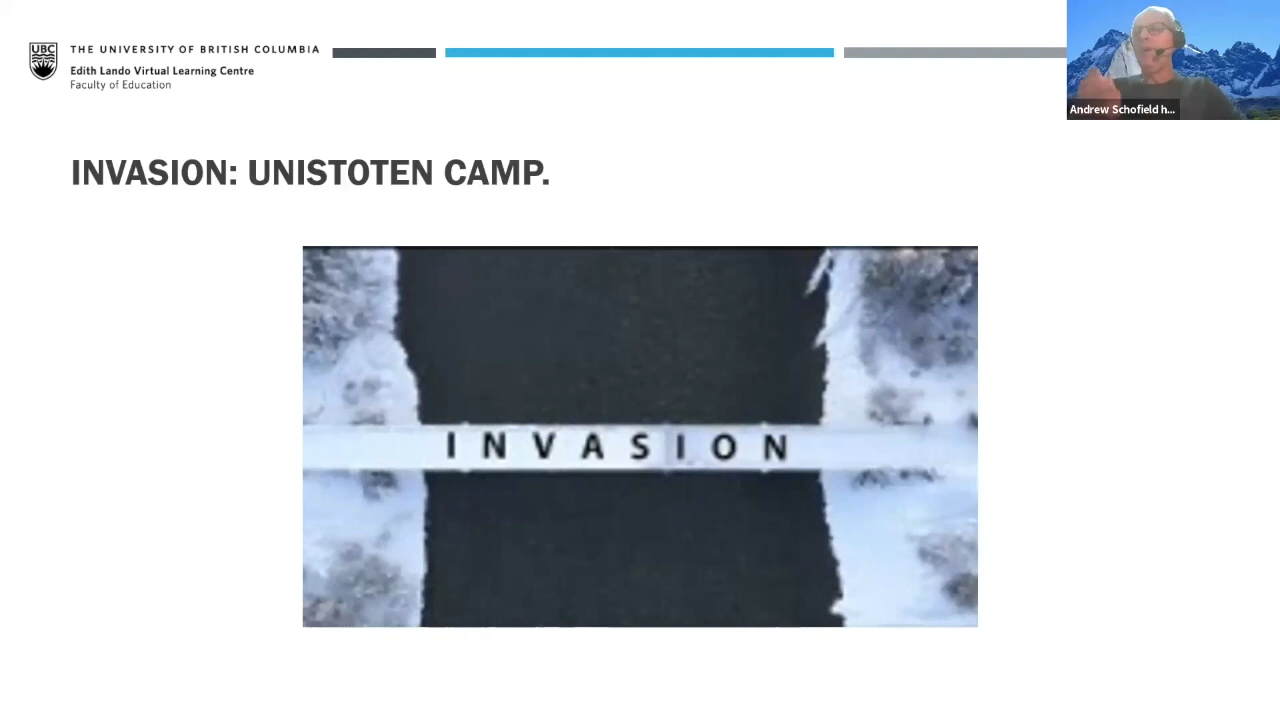 UBC
THE UNIVERSITY OF BRITISH COLUMBIA
Edith Lando Virtual Learning Centre
Faculty of Education
Andrew Schofield h...
INVASION: UNISTOTEN CAMP.
INVASION